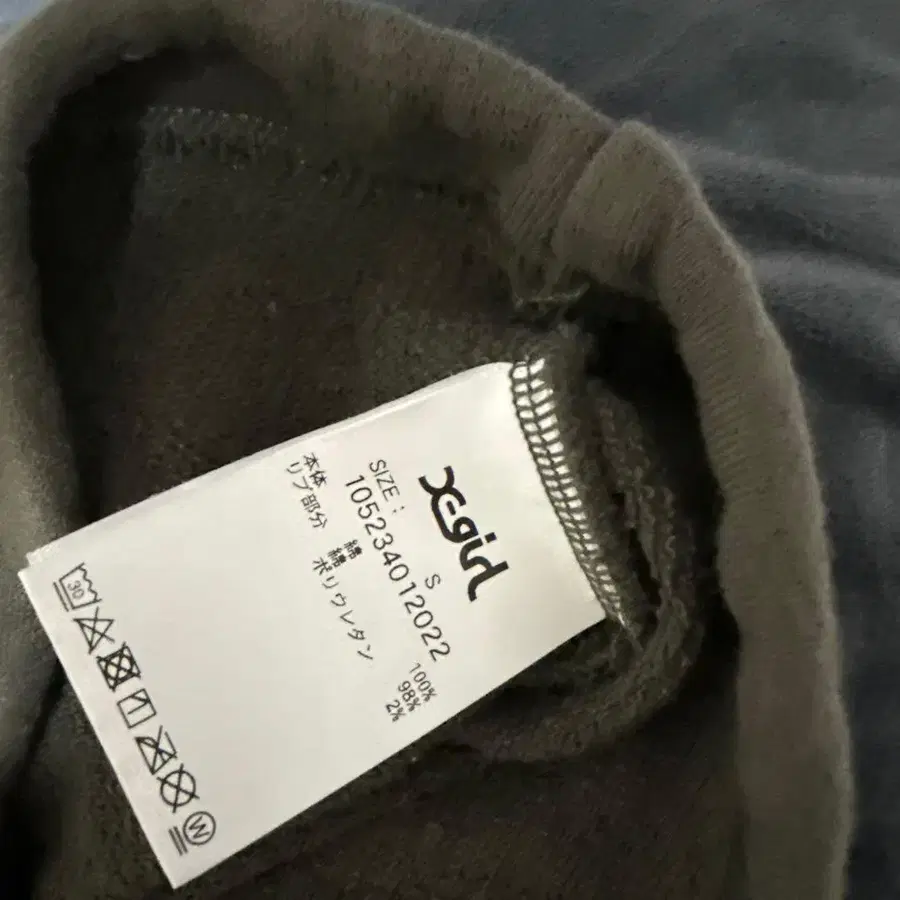 X-girl
SIZE: S
105234012022
本体 綿 100%
リブ部分 綿 98%
ポリウレタン 2%
30
W